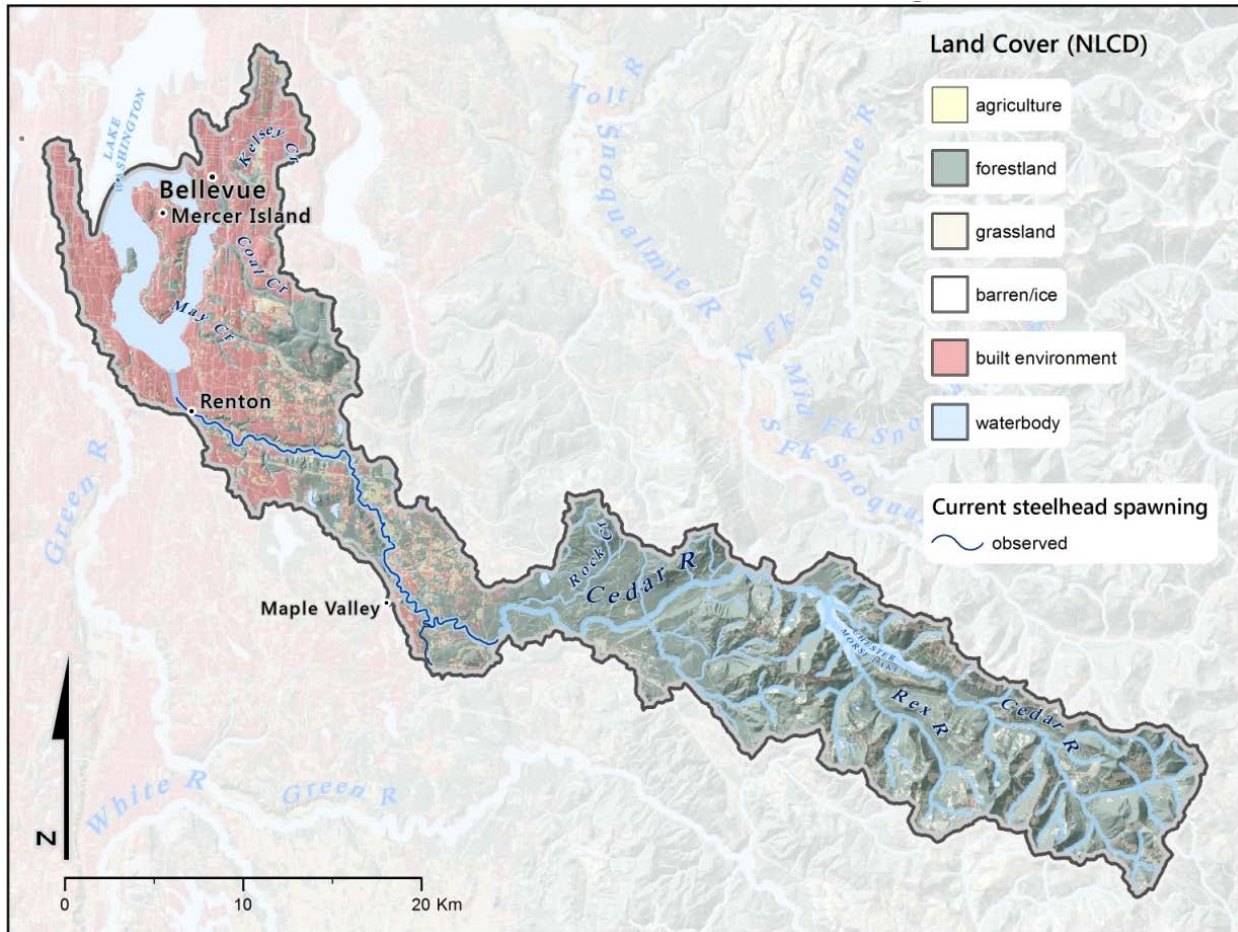 Land Cover (NLCD)
agriculture
forestland
grassland
barren/ice
built environment
waterbody
Current steelhead spawning
observed
Tolt R
Snoqualmie R
N Fk Snoqualmie R
Mid Fk Sno
S Fk Snoqua
LAKE
WASHINGTON
Kelsey Cr
Bellevue
Mercer Island
Coal Cr
May Cr
Renton
Green R
Maple Valley
Rock Cr
Cedar R
CHESTER
MORSE LAKE
Rex R
Cedar R
White R
Green R
N
0 10 20 Km